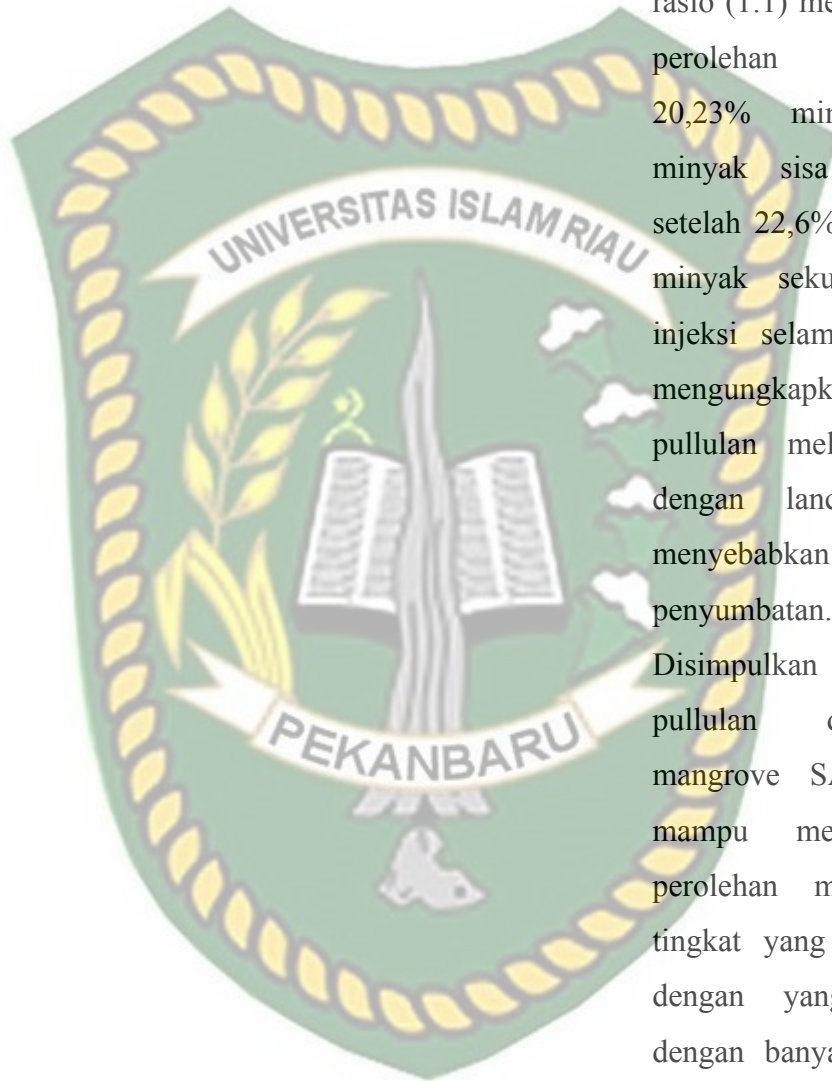 rasio (1:1) me
perolehan
20,23% min
minyak sisa
setelah 22,6%
minyak seku
injeksi selam
mengungkapk
pullulan mel
dengan lanc
menyebabkan
penyumbatan.
Disimpulkan
pullulan d
mangrove SA
mampu me
perolehan m
tingkat yang
dengan yang
dengan banya
UNIVERSITAS ISLAM RIAU
PEKANBARU